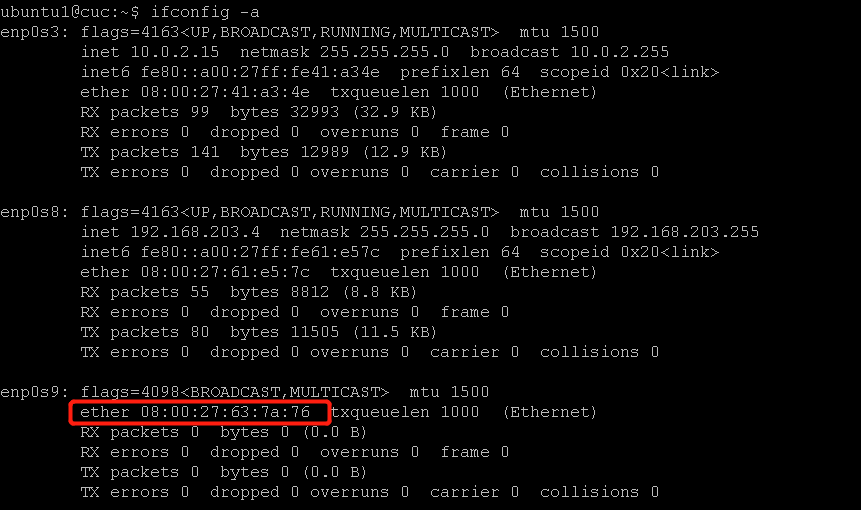 ubuntu1@cuc:~$ ifconfig -a
enp0s3: flags=4163<UP,BROADCAST,RUNNING,MULTICAST>  mtu 1500
        inet 10.0.2.15  netmask 255.255.255.0  broadcast 10.0.2.255
        inet6 fe80::a00:27ff:fe41:a34e  prefixlen 64  scopeid 0x20<link>
        ether 08:00:27:41:a3:4e  txqueuelen 1000  (Ethernet)
        RX packets 99  bytes 32993 (32.9 KB)
        RX errors 0  dropped 0  overruns 0  frame 0
        TX packets 141  bytes 12989 (12.9 KB)
        TX errors 0  dropped 0 overruns 0  carrier 0  collisions 0
enp0s8: flags=4163<UP,BROADCAST,RUNNING,MULTICAST>  mtu 1500
        inet 192.168.203.4  netmask 255.255.255.0  broadcast 192.168.203.255
        inet6 fe80::a00:27ff:fe61:e57c  prefixlen 64  scopeid 0x20<link>
        ether 08:00:27:61:e5:7c  txqueuelen 1000  (Ethernet)
        RX packets 55  bytes 8812 (8.8 KB)
        RX errors 0  dropped 0  overruns 0  frame 0
        TX packets 80  bytes 11505 (11.5 KB)
        TX errors 0  dropped 0 overruns 0  carrier 0  collisions 0
enp0s9: flags=4098<BROADCAST,MULTICAST>  mtu 1500
        ether 08:00:27:63:7a:76  txqueuelen 1000  (Ethernet)
        RX packets 0  bytes 0 (0.0 B)
        RX errors 0  dropped 0  overruns 0  frame 0
        TX packets 0  bytes 0 (0.0 B)
        TX errors 0  dropped 0 overruns 0  carrier 0  collisions 0